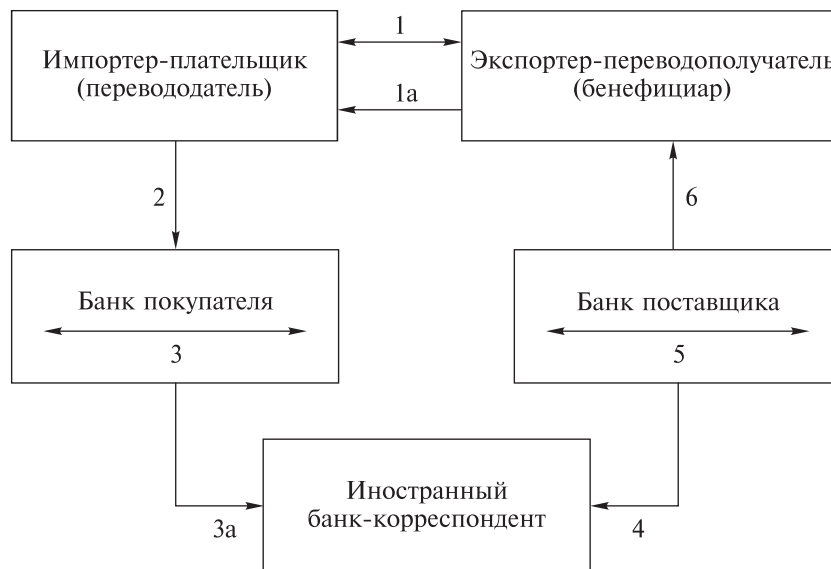 Импортер-плательщик
(перевододатель)
1
1а
Экспортер-переводополучатель
(бенефициар)
2
6
Банк покупателя
3
Банк поставщика
5
3а
Иностранный
банк-корреспондент
4